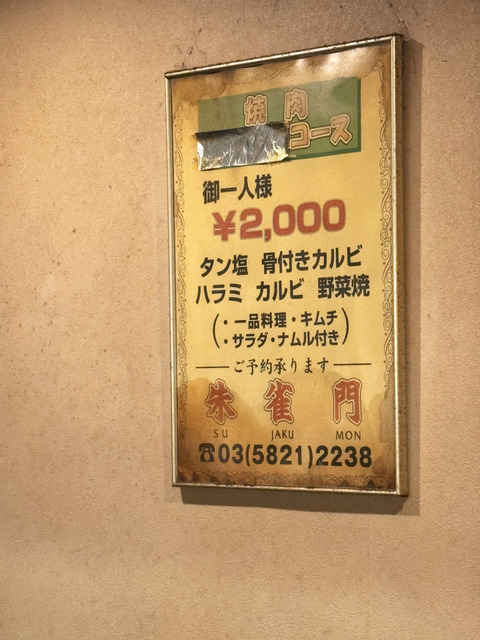 焼肉
コース
御一人様
¥2,000
タン塩 骨付きカルビ
ハラミ カルビ 野菜焼
(・一品料理・キムチ
・サラダ・ナムル付き)
ご予約承ります
朱雀門
SU JAKU MON
☎03(5821)2238